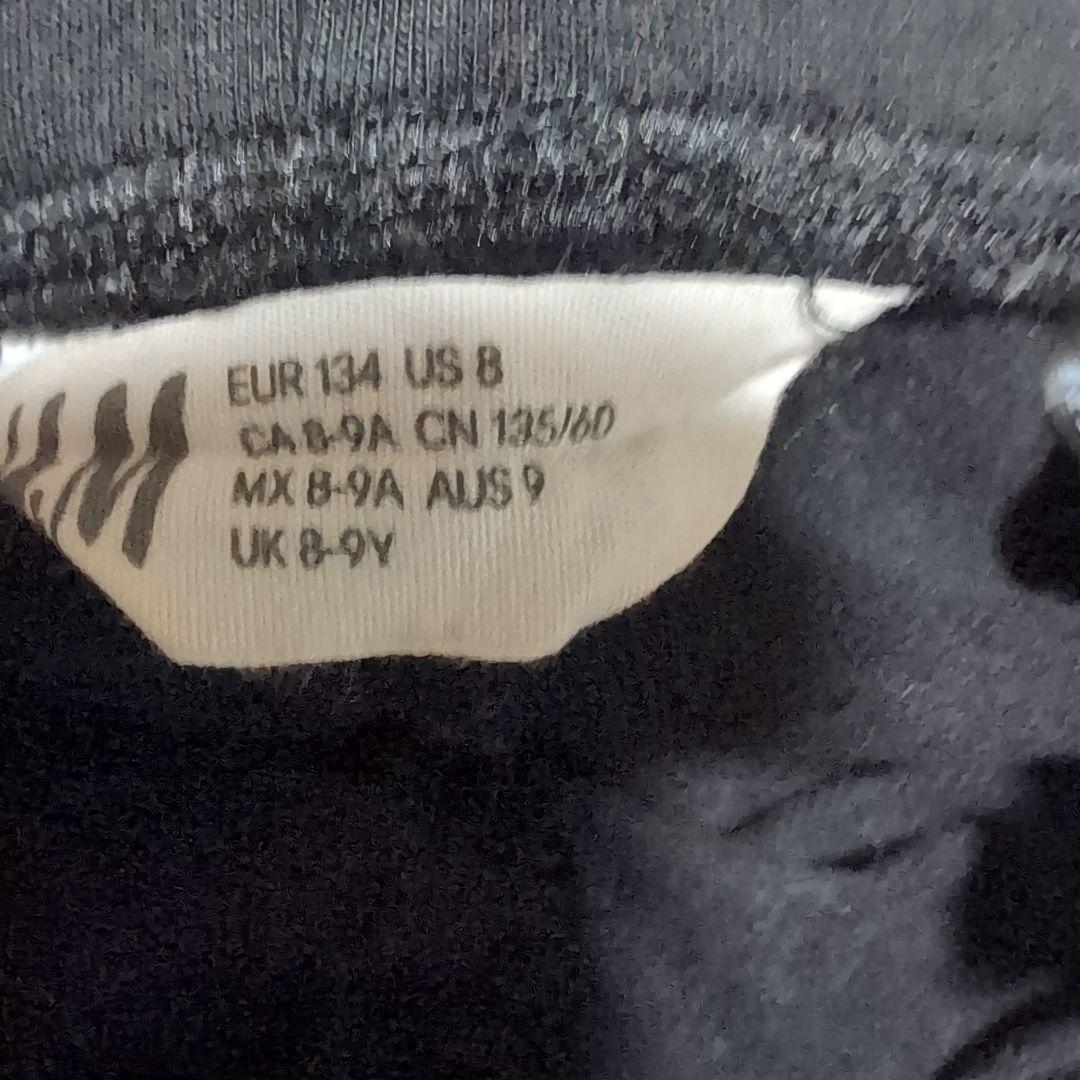 EUR 134 US 8
CA 8-9A CN 135/60
MX 8-9A AUS 9
UK 8-9Y